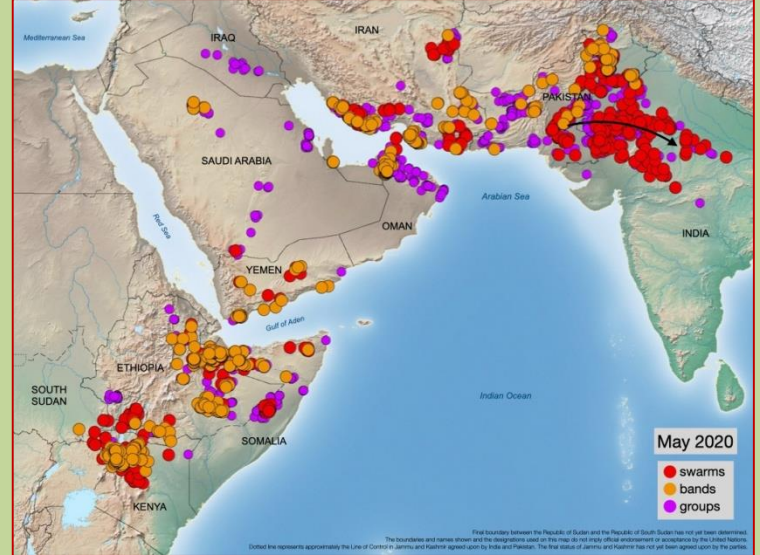 Mediterranean Sea
IRAQ
IRAN
PAKISTAN
SAUDI ARABIA
Red Sea
OMAN
Arabian Sea
INDIA
YEMEN
Gulf of Aden
ETHIOPIA
SOUTH
SUDAN
Indian Ocean
SOMALIA
KENYA
May 2020
swarms
bands
groups
Final boundary between the Republic of Sudan and the Republic of South Sudan has not yet been determined.
The boundaries and names shown and the designations used on this map do not imply official endorsement or acceptance by the United Nations.
Dotted line represents approximately the Line of Control in Jammu and Kashmir agreed upon by India and Pakistan. The final status of Jammu and Kashmir has not yet been agreed upon by the parties.